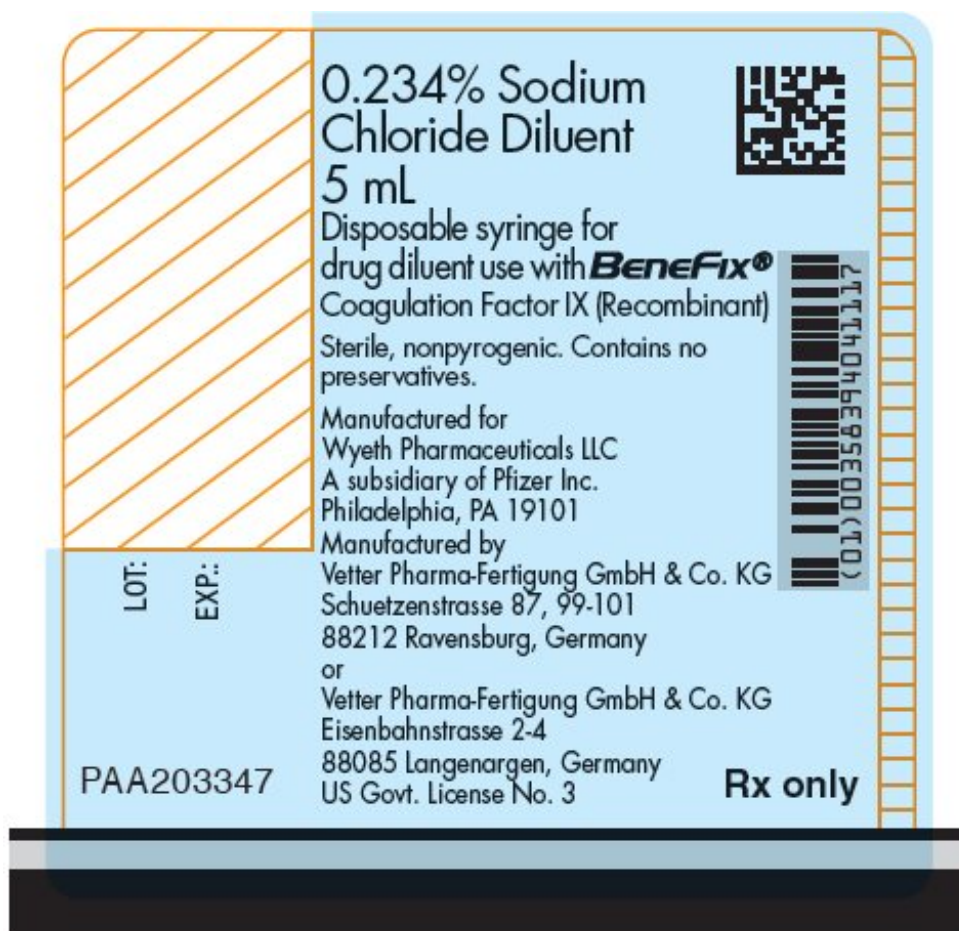 0.234% Sodium
Chloride Diluent
5 mL
Disposable syringe for
drug diluent use with BeneFix®
Coagulation Factor IX (Recombinant)
Sterile, nonpyrogenic. Contains no
preservatives.
Manufactured for
Wyeth Pharmaceuticals LLC
A subsidiary of Pfizer Inc.
Philadelphia, PA 19101
Manufactured by
Vetter Pharma-Fertigung GmbH & Co. KG
Schuetzenstrasse 87, 99-101
88212 Ravensburg, Germany
or
Vetter Pharma-Fertigung GmbH & Co. KG
Eisenbahnstrasse 2-4
88085 Langenargen, Germany
US Govt. License No. 3
Rx only
(01)00358394041117
LOT:
EXP.:
PAA203347